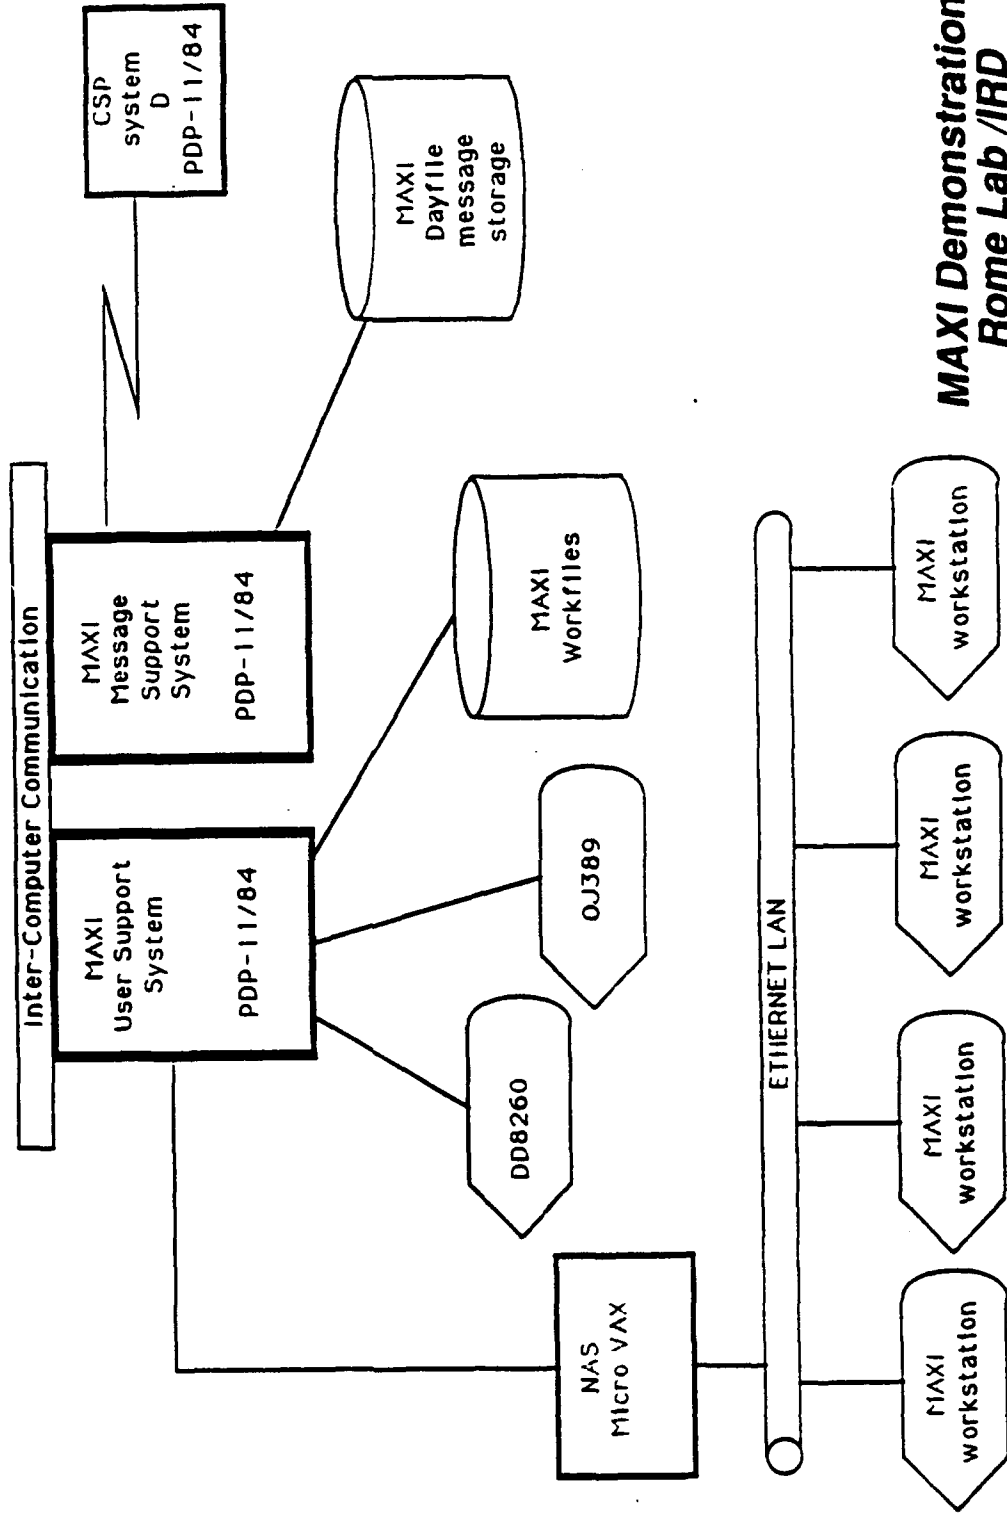 Inter-Computer Communication
MAXI
User Support
System
PDP-11/84
MAXI
Message
Support
System
PDP-11/84
CSP
system
D
PDP-11/84
MAXI
Dayfile
message
storage
MAXI
Workfiles
OJ389
DD8260
NAS
Micro VAX
ETHERNET LAN
MAXI
workstation
MAXI
workstation
MAXI
workstation
MAXI
workstation
MAXI Demonstration
Rome Lab /IRD